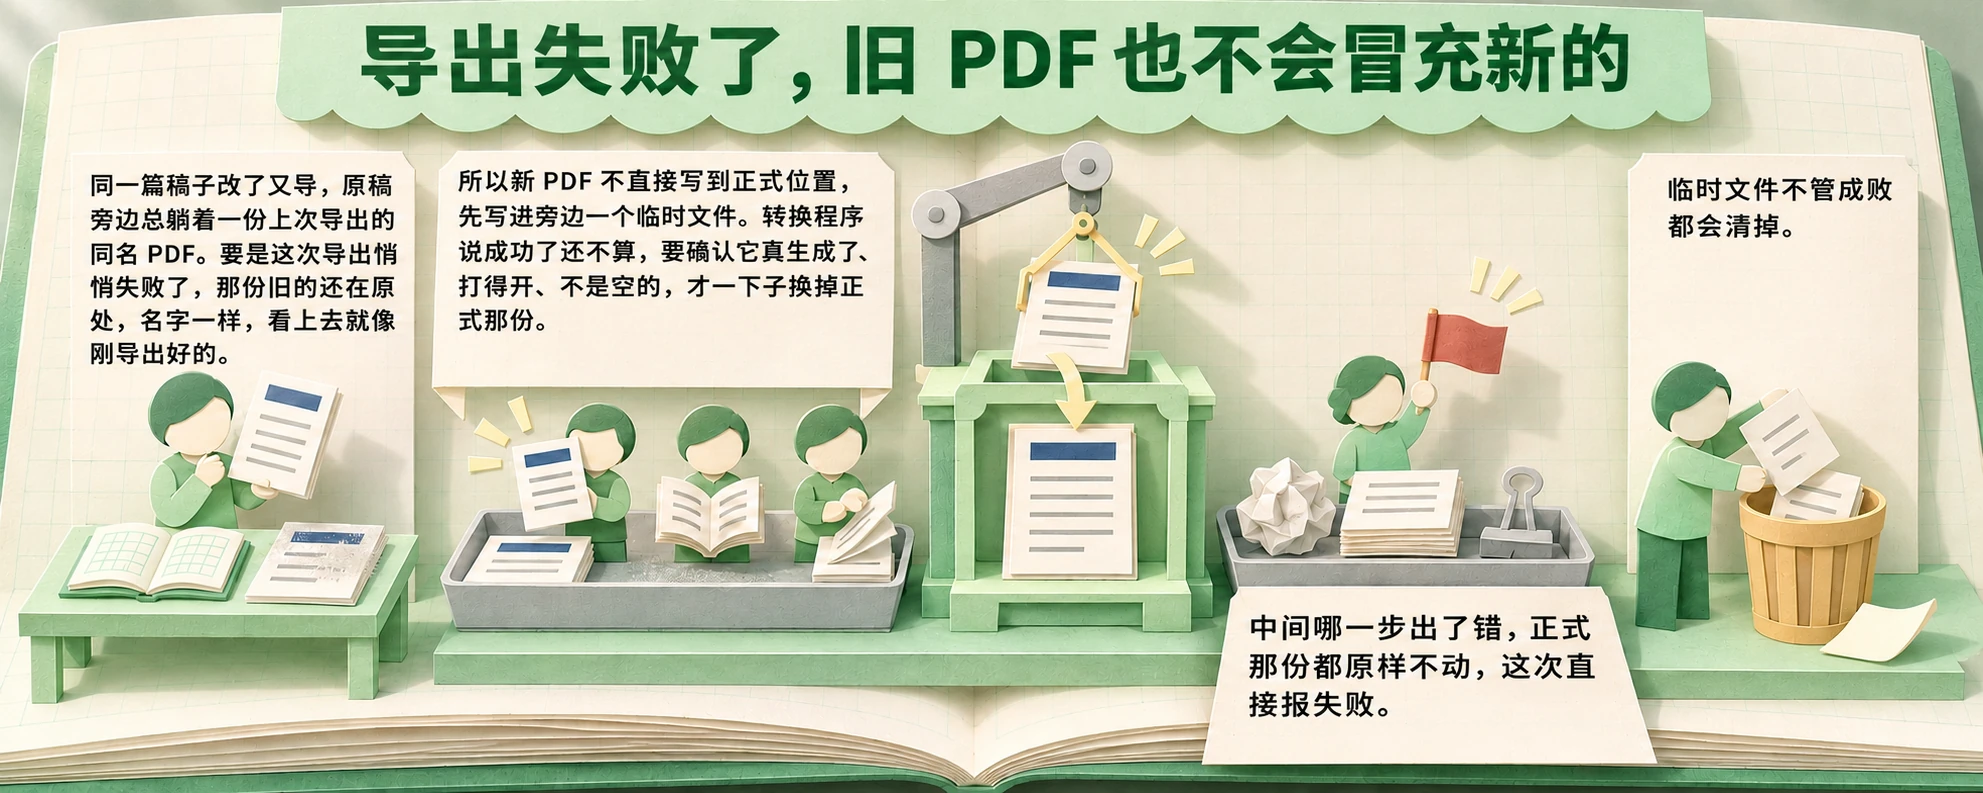 导出失败了，旧 PDF 也不会冒充新的
同一篇稿子改了又导，原稿
旁边总躺着一份上次导出的
同名 PDF。要是这次导出悄
悄失败了，那份旧的还在原
处，名字一样，看上去就像
刚导出好的。
所以新 PDF 不直接写到正式位置，
先写进旁边一个临时文件。转换程序
说成功了还不算，要确认它真生成了、
打得开、不是空的，才一下子换掉正
式那份。
中间哪一步出了错，正式
那份都原样不动，这次直
接报失败。
临时文件不管成败
都会清掉。